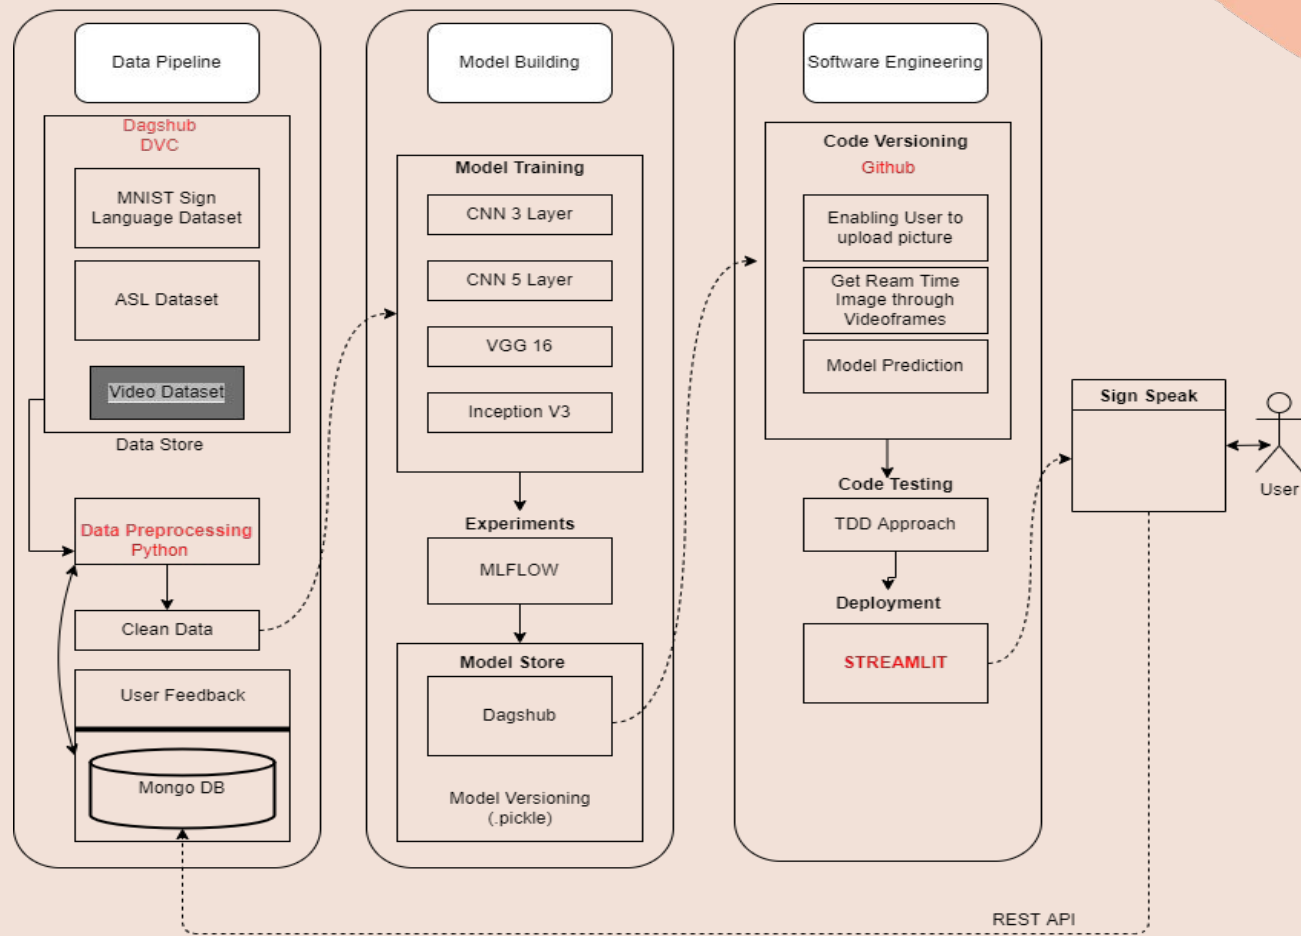 Data Pipeline
Dagshub
DVC
MNIST Sign
Language Dataset
ASL Dataset
Video Dataset
Data Store
Data Preprocessing
Python
Clean Data
User Feedback
Mongo DB
Model Building
Model Training
CNN 3 Layer
CNN 5 Layer
VGG 16
Inception V3
Experiments
MLFLOW
Model Store
Dagshub
Model Versioning
(.pickle)
Software Engineering
Code Versioning
Github
Enabling User to
upload picture
Get Ream Time
Image through
Videoframes
Model Prediction
Code Testing
TDD Approach
Deployment
STREAMLIT
Sign Speak
User
REST API